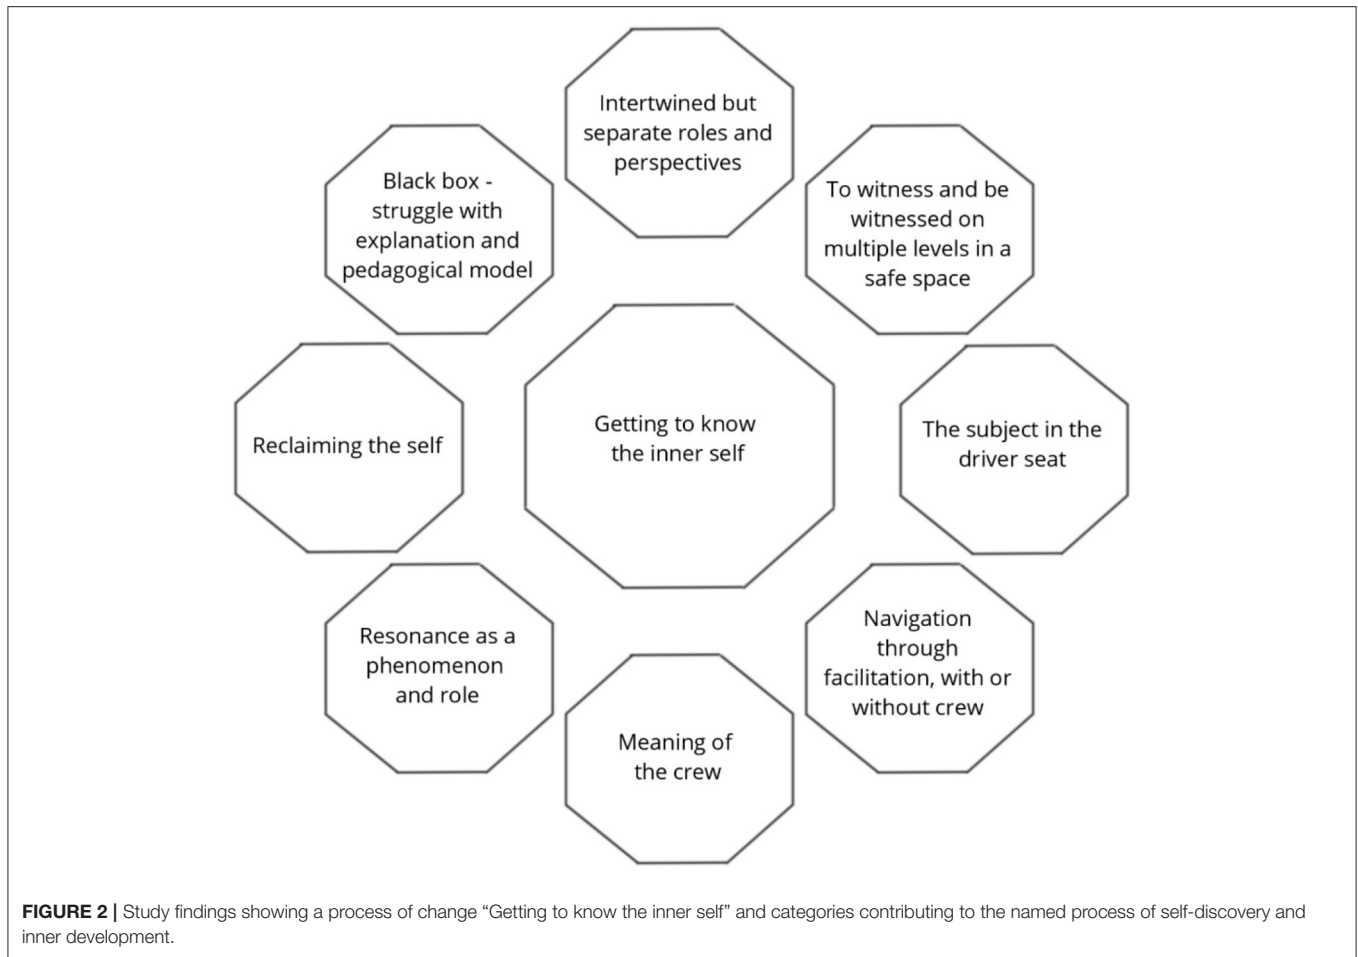 Intertwined but
separate roles and
perspectives
Black box -
struggle with
explanation and
pedagogical model
To witness and be
witnessed on
multiple levels in a
safe space
Reclaiming the self
Getting to know
the inner self
The subject in the
driver seat
Resonance as a
phenomenon
and role
Navigation
through
facilitation, with or
without crew
Meaning of
the crew
FIGURE 2 | Study findings showing a process of change “Getting to know the inner self” and categories contributing to the named process of self-discovery and
inner development.